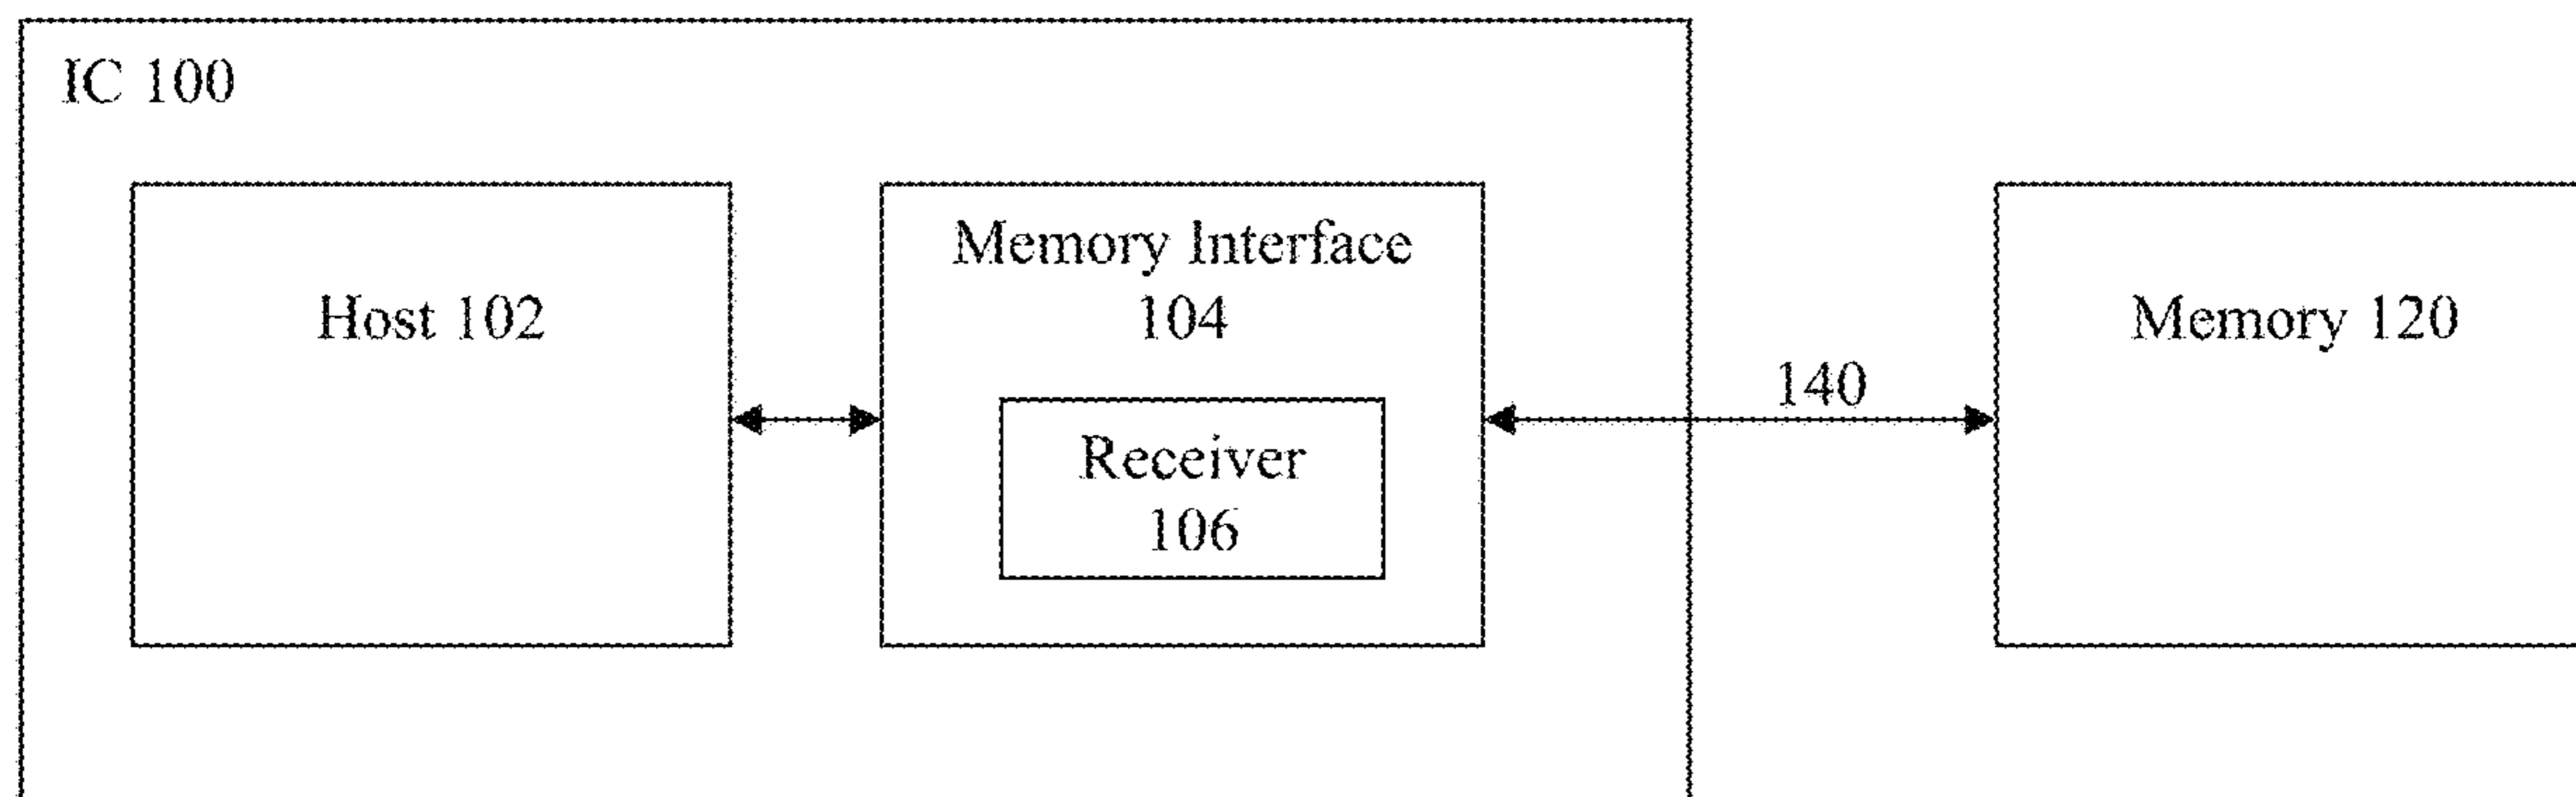 IC 100
Host 102
Memory Interface
104
Receiver
106
140
Memory 120